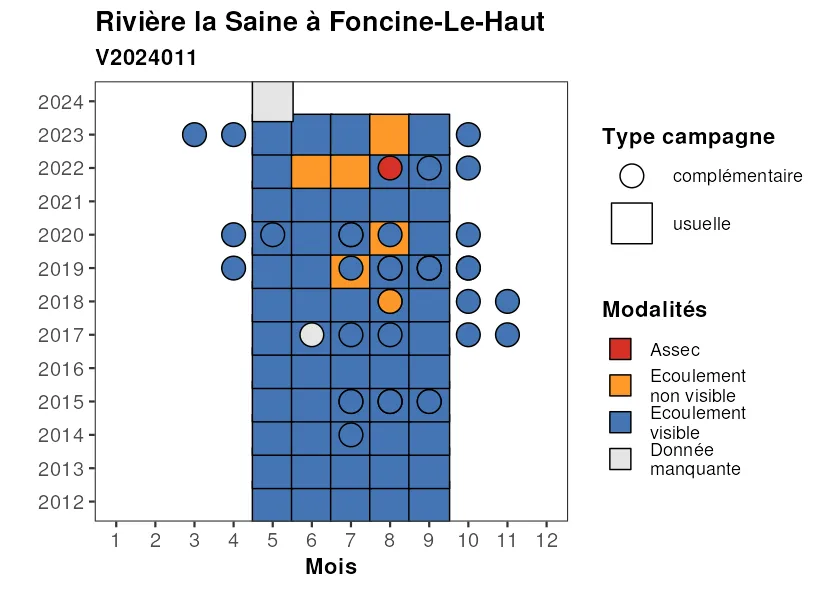 Rivière la Saine à Foncine-Le-Haut
V2024011
2024
2023
2022
2021
2020
2019
2018
2017
2016
2015
2014
2013
2012
1 2 3 4 5 6 7 8 9 10 11 12
Mois
Type campagne
complémentaire
usuelle
Modalités
Assec
Ecoulement
non visible
Ecoulement
visible
Donnée
manquante